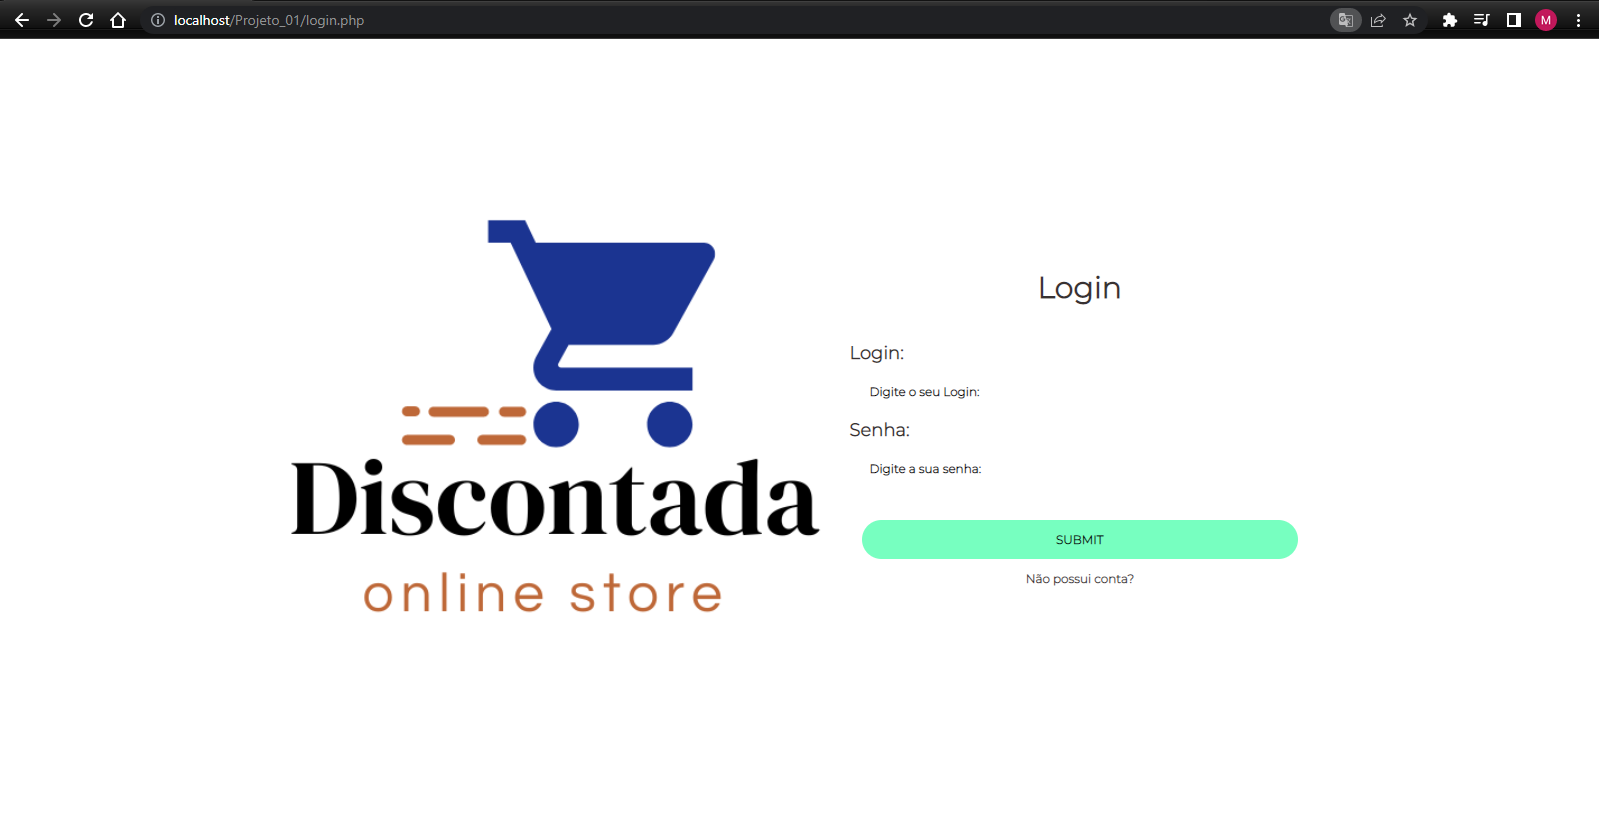 localhost/Projeto_01/login.php
M
Discontada
online store
Login
Login:
Digite o seu Login:
Senha:
Digite a sua senha:
SUBMIT
Não possui conta?